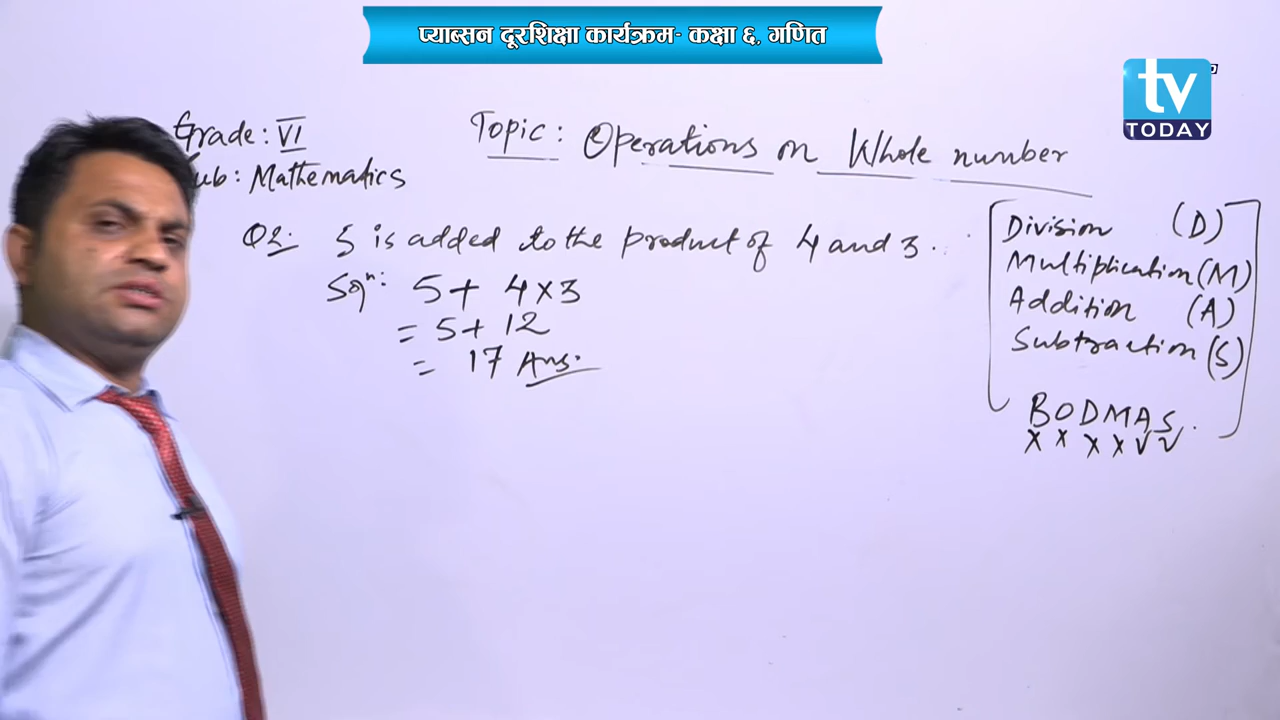 प्याब्सन दूरशिक्षा कार्यक्रम- कक्षा ६, गणित
tv
TODAY
Grade: VI
Sub: Mathematics
Topic: Operations on Whole number
Q2. 5 is added to the product of 4 and 3.
Solⁿ: 5 + 4 × 3
= 5 + 12
= 17 Ans.
Division (D)
Multiplication (M)
Addition (A)
Subtraction (S)
BODMAS.
x x x x ✓ ✓